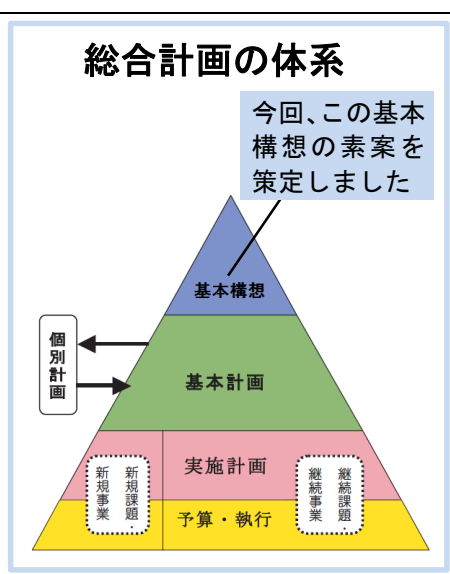 総合計画の体系
今回、この基本
構想の素案を
策定しました
基本構想
個別計画
基本計画
実施計画
新規課題・
新規事業
継続課題・
継続事業
予算・執行